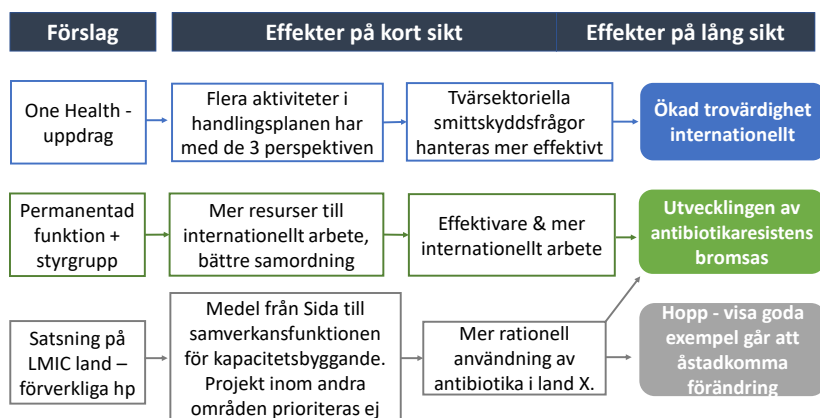 Förslag
Effekter på kort sikt
Effekter på lång sikt
One Health -
uppdrag
Flera aktiviteter i
handlingsplanen har
med de 3 perspektiven
Tvärsektoriella
smittskyddsfrågor
hanteras mer effektivt
Ökad trovärdighet
internationellt
Permanentad
funktion +
styrgrupp
Mer resurser till
internationellt arbete,
bättre samordning
Effektivare & mer
internationellt arbete
Utvecklingen av
antibiotikaresistens
bromsas
Satsning på
LMIC land –
förverkliga hp
Medel från Sida till
samverkansfunktionen
för kapacitetsbyggande.
Projekt inom andra
områden prioriteras ej
Mer rationell
användning av
antibiotika i land X.
Hopp - visa goda
exempel går att
åstadkomma
förändring